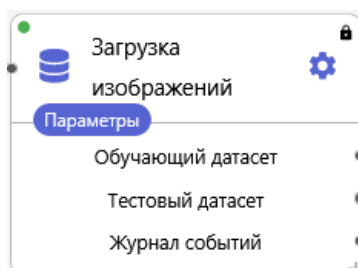 Загрузка
изображений
Параметры
Обучающий датасет
Тестовый датасет
Журнал событий